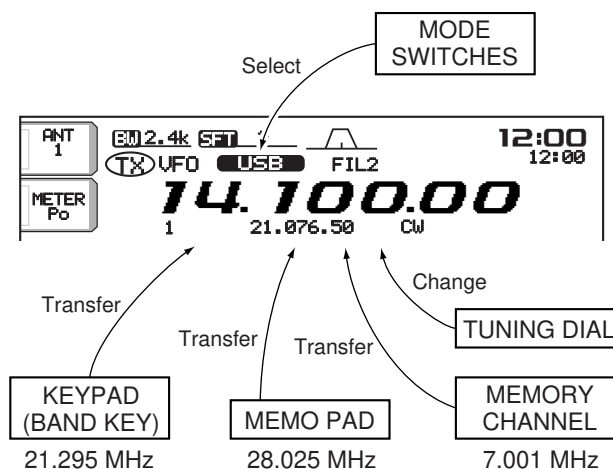 MODE
SWITCHES
Select
ANT
1
BW 2.4k SFT
12:00
12:00
TX VFO USB FIL2
METER
Po
14.100.00
1 21.076.50 CW
Transfer
Transfer
Transfer
Change
TUNING DIAL
KEYPAD
(BAND KEY)
MEMO PAD
MEMORY
CHANNEL
21.295 MHz
28.025 MHz
7.001 MHz